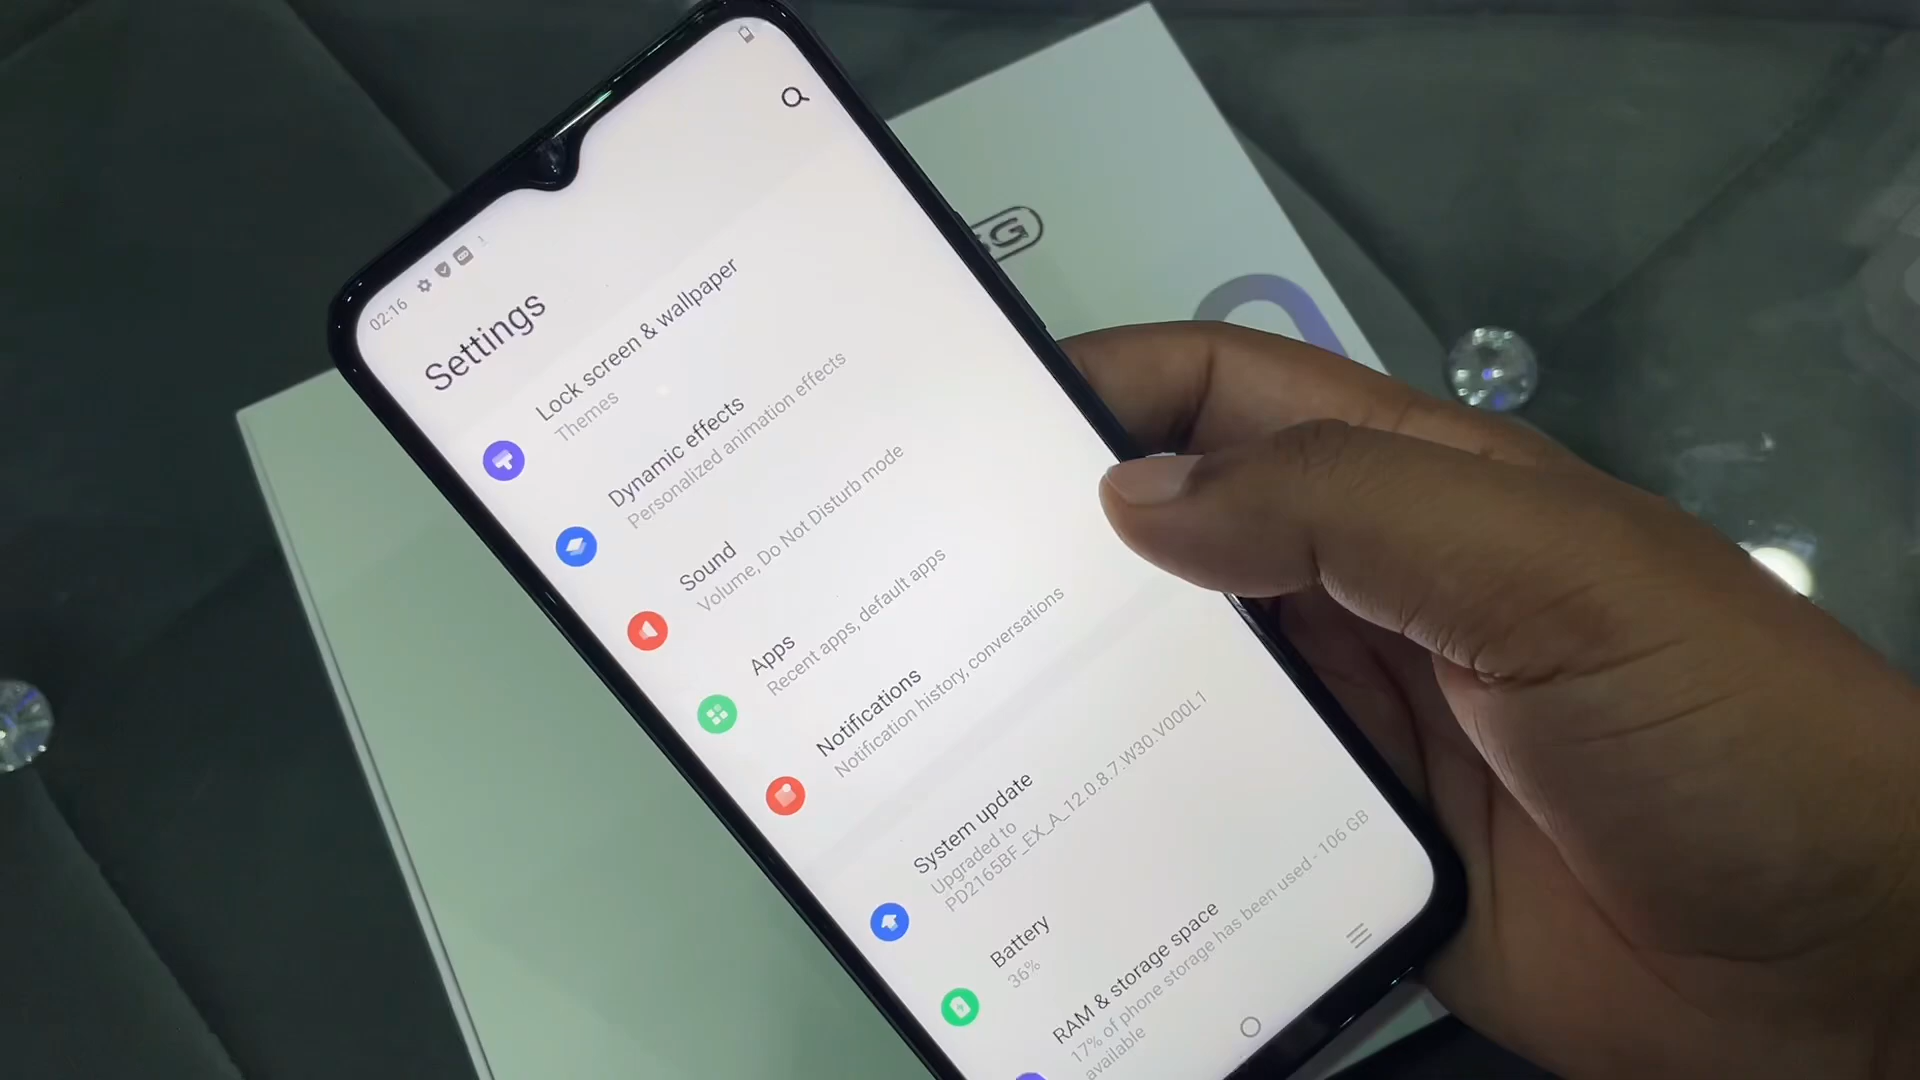 02:16
Settings
Lock screen & wallpaper
Themes
Dynamic effects
Personalized animation effects
Sound
Volume, Do Not Disturb mode
Apps
Recent apps, default apps
Notifications
Notification history, conversations
System update
Upgraded to
PD2165BF_EX_A_12.0.8.7.W30.V000L1
Battery
36%
RAM & storage space
17% of phone storage has been used - 106 GB
available
5G